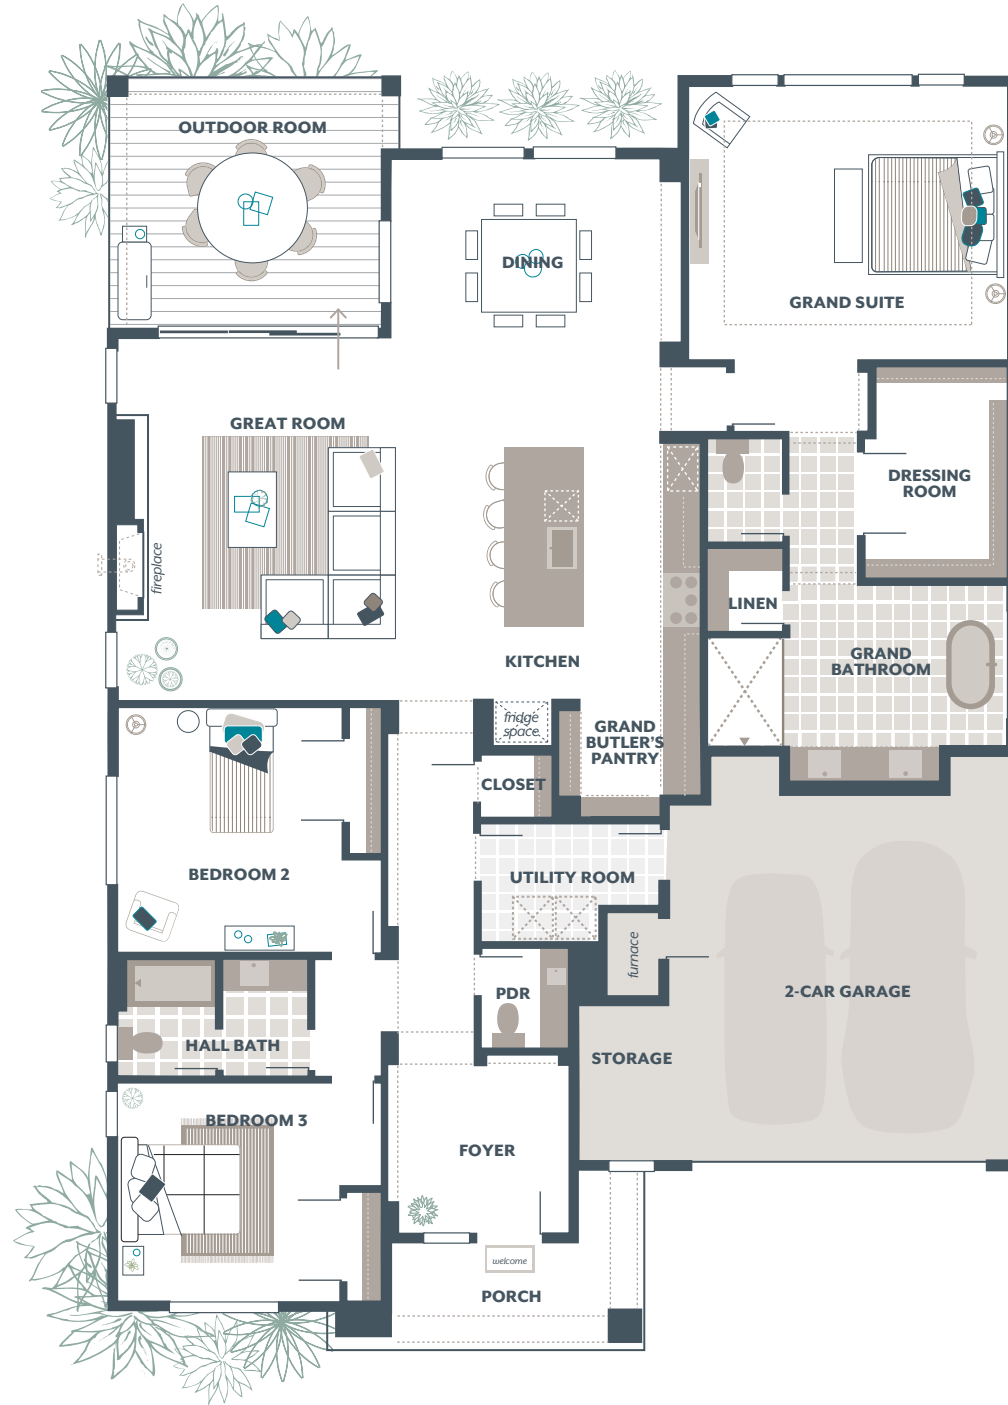 OUTDOOR ROOM
DINING
GRAND SUITE
GREAT ROOM
DRESSING
ROOM
fireplace
LINEN
KITCHEN
GRAND
BATHROOM
fridge
space
GRAND
BUTLER'S
PANTRY
CLOSET
BEDROOM 2
UTILITY ROOM
furnace
PDR
2-CAR GARAGE
HALL BATH
STORAGE
BEDROOM 3
FOYER
welcome
PORCH